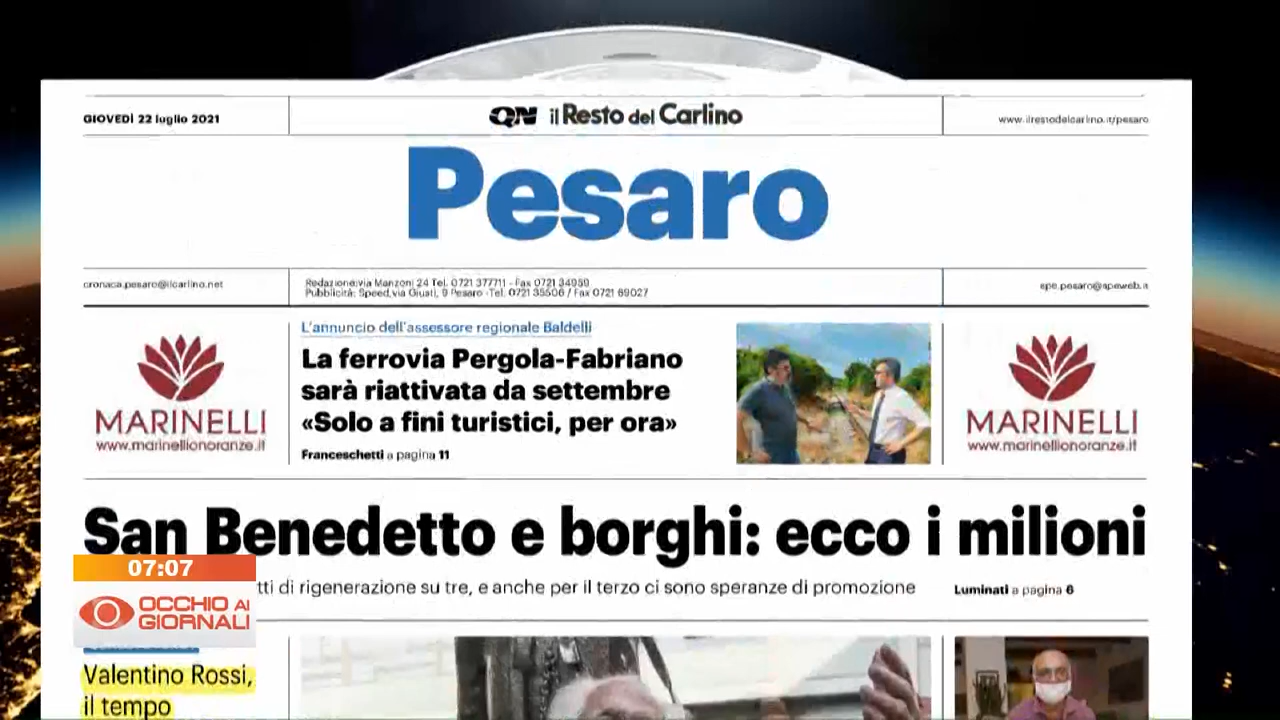 GIOVEDÌ 22 luglio 2021
QN il Resto del Carlino
www.ilrestodelcarlino.it/pesaro
Pesaro
cronaca.pesaro@ilcarlino.net
Redazione: via Manzoni 24 Tel. 0721 377711 - Fax 0721 34959
Pubblicità: Speed, via Giusti, 9 Pesaro - Tel. 0721 35506 / Fax 0721 69027
spe.pesaro@speweb.it
MARINELLI
www.marinellionoranze.it
L'annuncio dell'assessore regionale Baldelli
La ferrovia Pergola-Fabriano
sarà riattivata da settembre
«Solo a fini turistici, per ora»
Franceschetti a pagina 11
MARINELLI
www.marinellionoranze.it
San Benedetto e borghi: ecco i milioni
di rigenerazione su tre, e anche per il terzo ci sono speranze di promozione
Luminati a pagina 6
07:07
OCCHIO AI
GIORNALI
Valentino Rossi,
il tempo